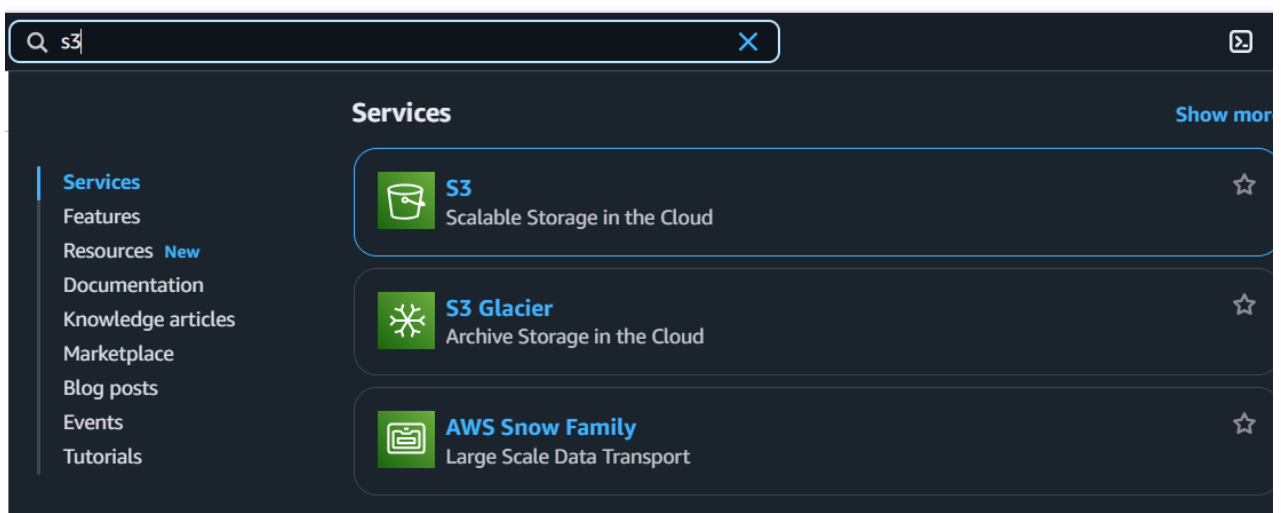 s3
Services
Show mor
Services
Features
Resources New
Documentation
Knowledge articles
Marketplace
Blog posts
Events
Tutorials
S3
Scalable Storage in the Cloud
S3 Glacier
Archive Storage in the Cloud
AWS Snow Family
Large Scale Data Transport